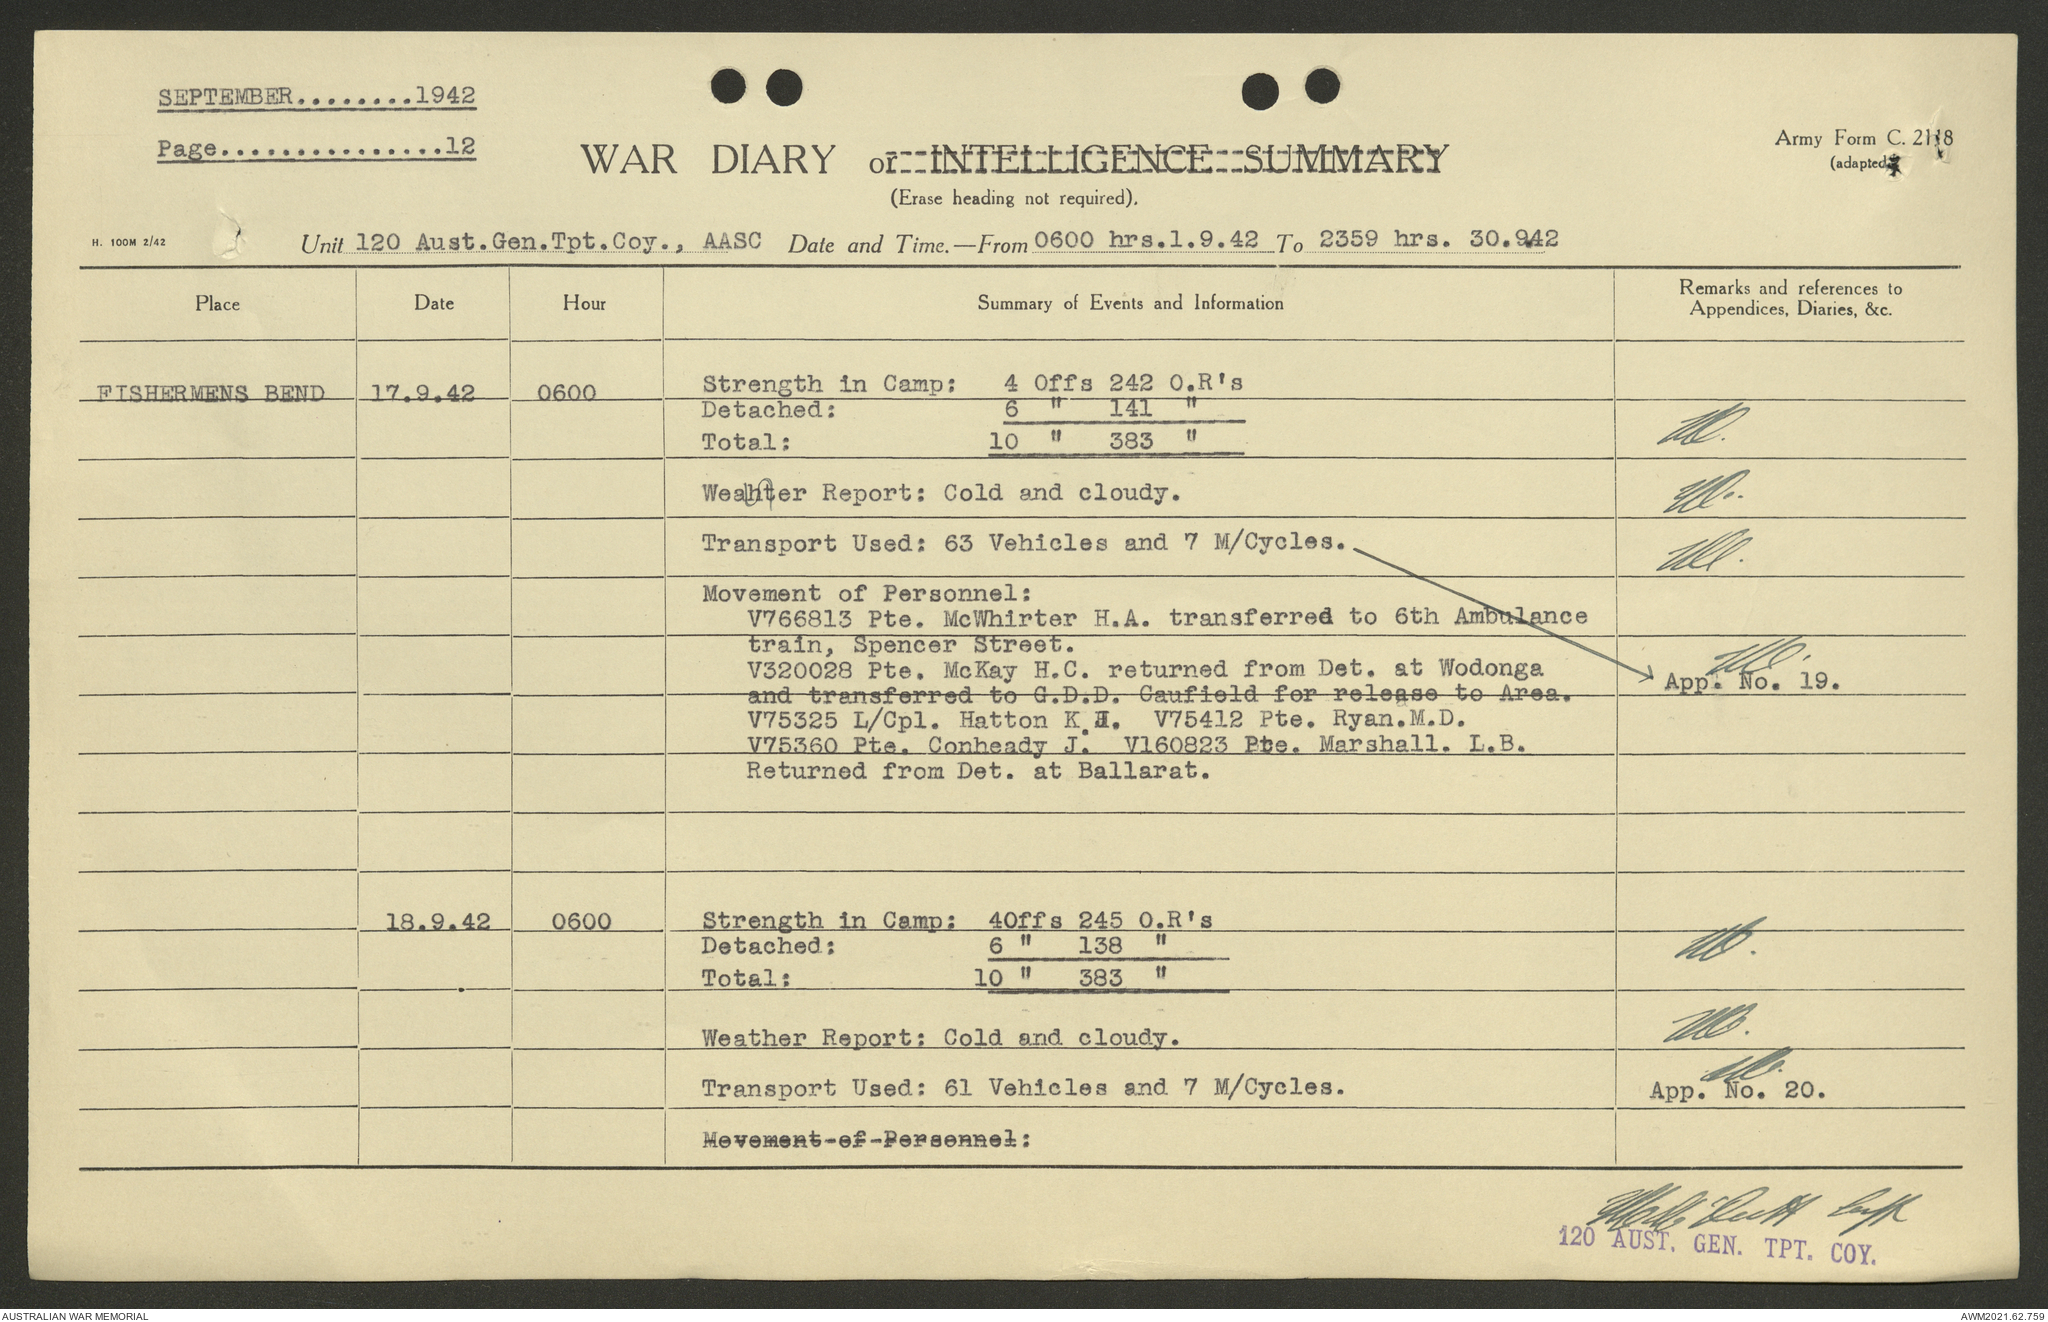 SEPTEMBER........1942
Page...............12
WAR DIARY or INTELLIGENCE SUMMARY
(Erase heading not required).
Army Form C. 2118
(adapted)
H. 100M 2/42
Unit 120 Aust.Gen.Tpt.Coy., AASC Date and Time.—From 0600 hrs.1.9.42 To 2359 hrs. 30.9.42
Place Date Hour Summary of Events and Information Remarks and references to
Appendices, Diaries, &c.
FISHERMENS BEND 17.9.42 0600 Strength in Camp: 4 Offs 242 O.R's
Detached: 6 " 141 "
Total: 10 " 383 "
Weahter Report: Cold and cloudy.
Transport Used: 63 Vehicles and 7 M/Cycles.
Movement of Personnel:
V766813 Pte. McWhirter H.A. transferred to 6th Ambulance
train, Spencer Street.
V320028 Pte. McKay H.C. returned from Det. at Wodonga
App. No. 19.
and transferred to G.D.D. Caufield for release to Area.
V75325 L/Cpl. Hatton K.J. V75412 Pte. Ryan.M.D.
V75360 Pte. Conheady J. V160823 Pte. Marshall. L.B.
Returned from Det. at Ballarat.
18.9.42 0600 Strength in Camp: 4Offs 245 O.R's
Detached: 6 " 138 "
Total: 10 " 383 "
Weather Report: Cold and cloudy.
Transport Used: 61 Vehicles and 7 M/Cycles. App. No. 20.
Movement-of-Personnel:
120 AUST. GEN. TPT. COY.
AUSTRALIAN WAR MEMORIAL
AWM2021.62.759